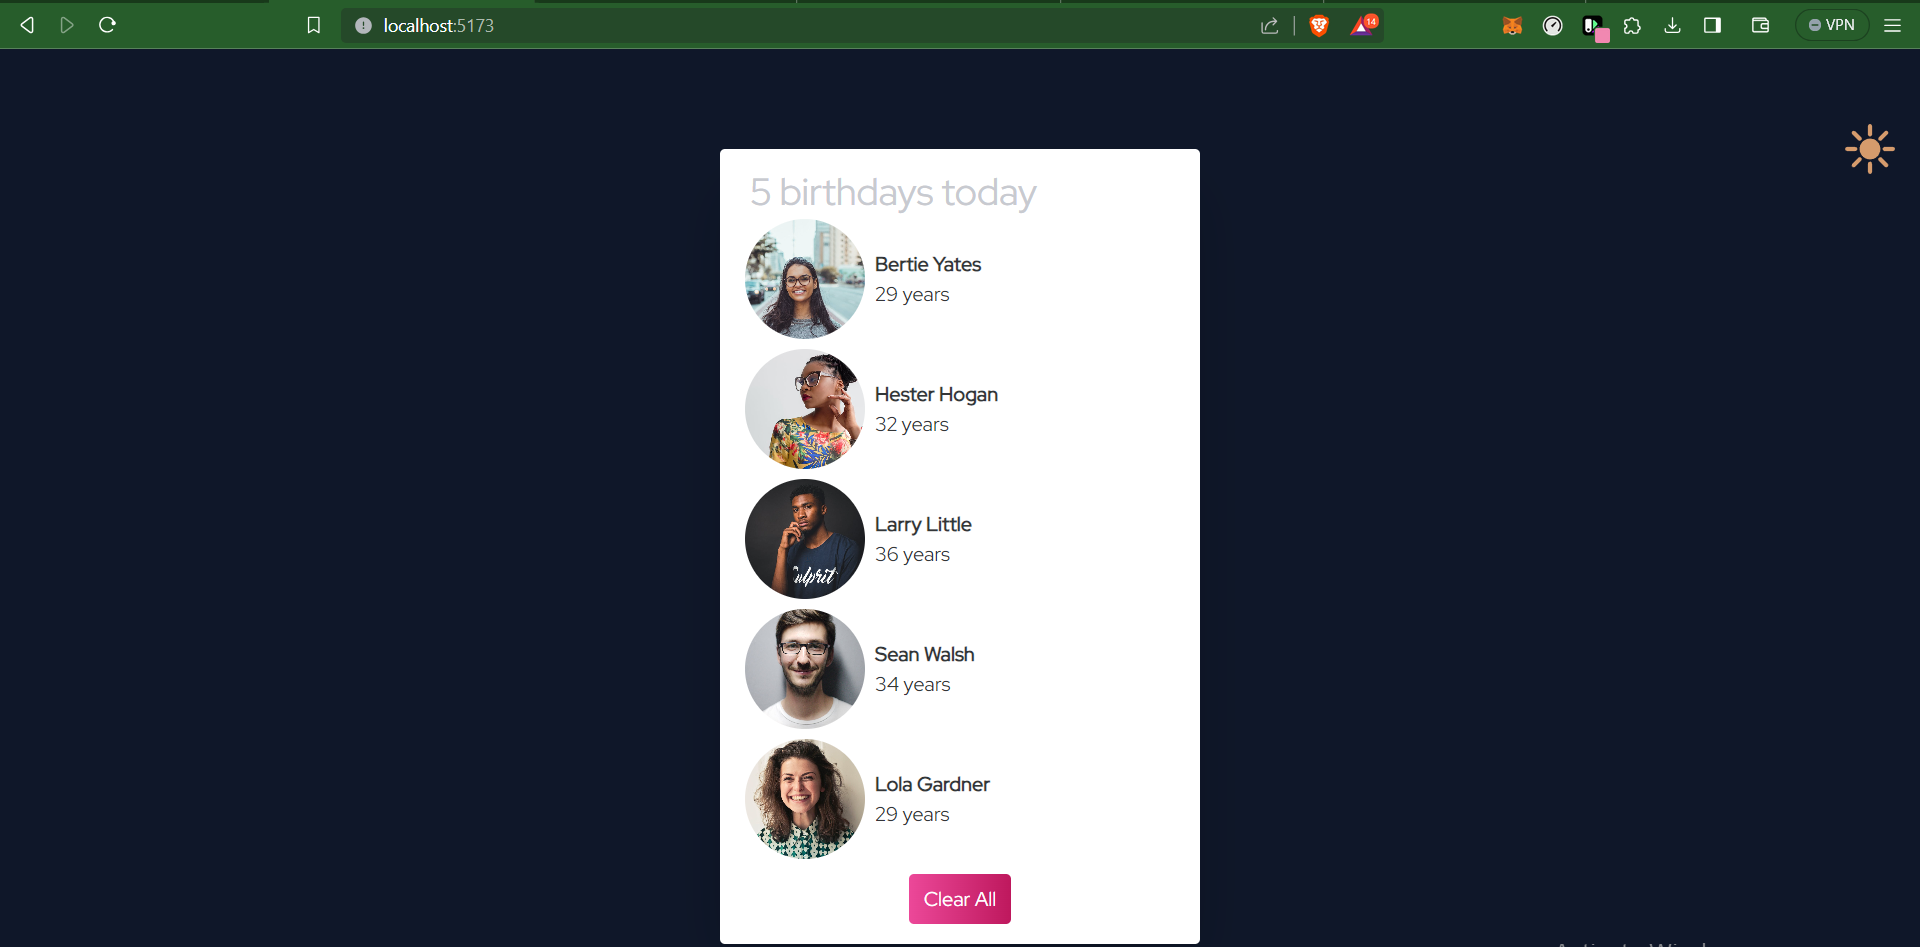 localhost:5173
14
VPN
5 birthdays today
Bertie Yates
29 years
Hester Hogan
32 years
Larry Little
36 years
Sean Walsh
34 years
Lola Gardner
29 years
Clear All